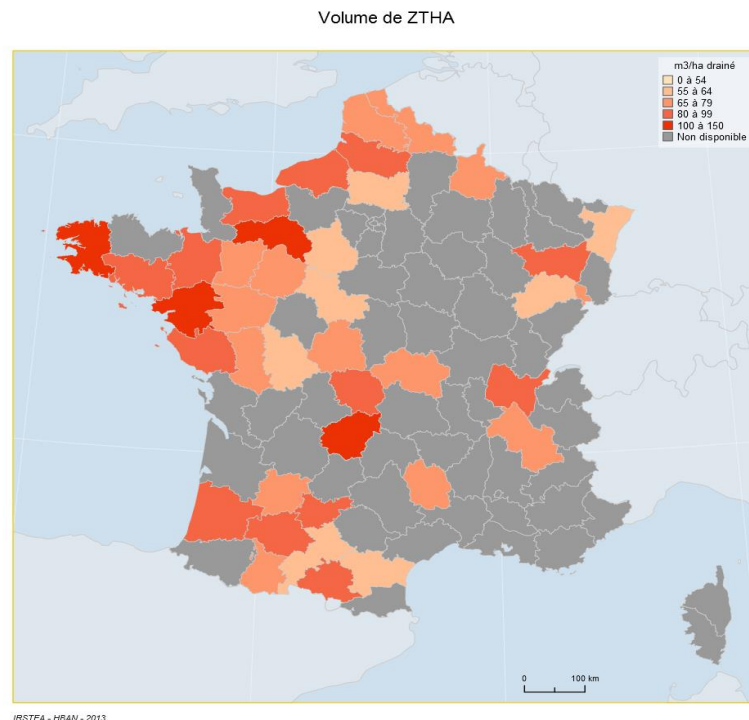 Volume de ZTHA
m3/ha drainé
0 à 54
55 à 64
65 à 79
80 à 99
100 à 150
Non disponible
0 100 km
IRSTEA - HBAN - 2013